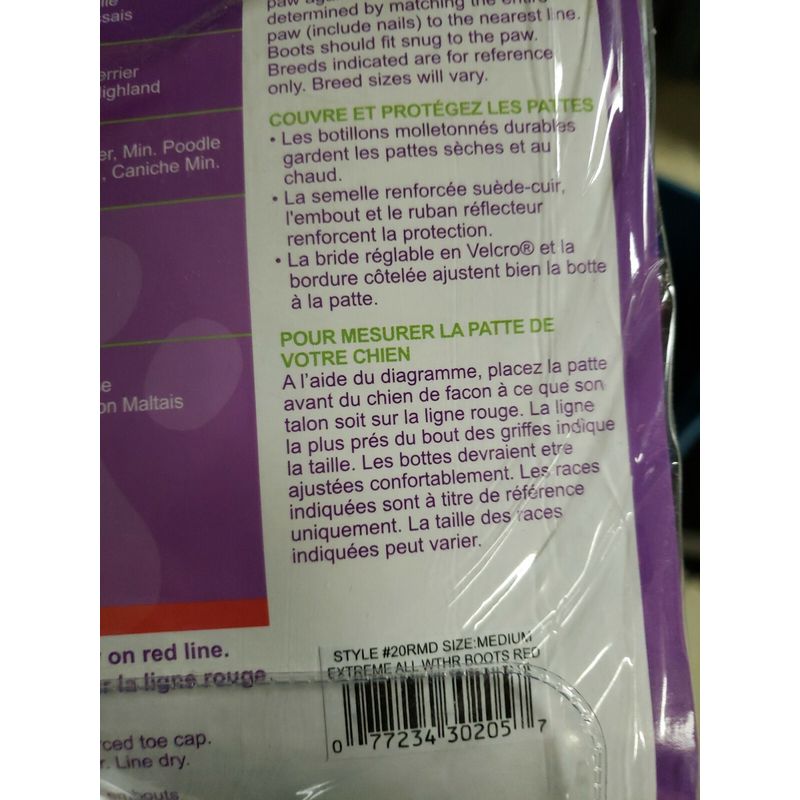 ssais
errier
ighland
er, Min. Poodle
, Caniche Min.
e
on Maltais
determined by matching the entire
paw (include nails) to the nearest line.
Boots should fit snug to the paw.
Breeds indicated are for reference
only. Breed sizes will vary.
COUVRE ET PROTÉGEZ LES PATTES
• Les botillons molletonnés durables
gardent les pattes sèches et au
chaud.
• La semelle renforcée suède-cuir,
l'embout et le ruban réflecteur
renforcent la protection.
• La bride réglable en Velcro® et la
bordure côtelée ajustent bien la botte
à la patte.
POUR MESURER LA PATTE DE
VOTRE CHIEN
A l'aide du diagramme, placez la patte
avant du chien de facon à ce que son
talon soit sur la ligne rouge. La ligne
la plus prés du bout des griffes indique
la taille. Les bottes devraient etre
ajustées confortablement. Les races
indiquées sont à titre de référence
uniquement. La taille des races
indiquées peut varier.
on red line.
r la ligne rouge.
rced toe cap.
r. Line dry.
STYLE #20RMD SIZE:MEDIUM
EXTREME ALL WTHR BOOTS RED
0 77234 30205 7